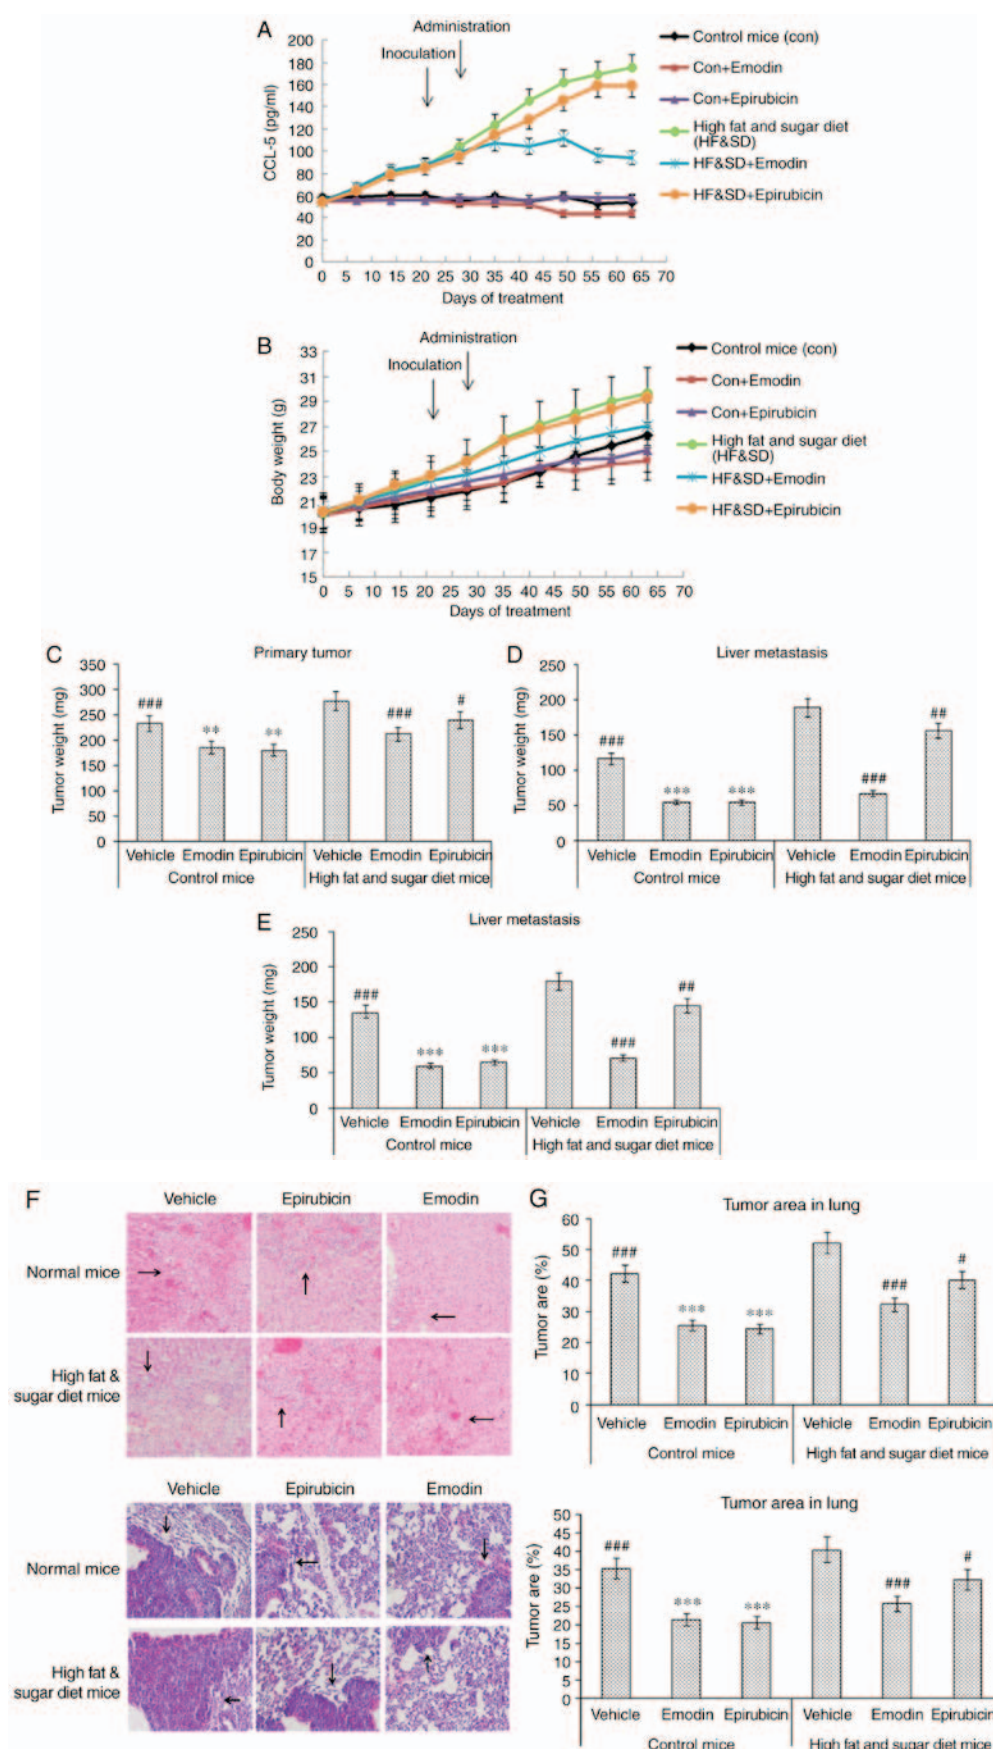 A
Administration
Inoculation
CCL-5 (pg/ml)
200
180
160
140
120
100
80
60
40
20
0
0 5 10 14 20 25 30 35 40 45 50 55 60 65 70
Days of treatment
Control mice (con)
Con+Emodin
Con+Epirubicin
High fat and sugar diet
(HF&SD)
HF&SD+Emodin
HF&SD+Epirubicin
B
Administration
Inoculation
Body weight (g)
33
31
29
27
25
23
21
19
17
15
0 5 10 14 20 25 30 35 40 45 50 55 60 65 70
Days of treatment
Control mice (con)
Con+Emodin
Con+Epirubicin
High fat and sugar diet
(HF&SD)
HF&SD+Emodin
HF&SD+Epirubicin
C
Primary tumor
Tumor weight (mg)
350
300
250
200
150
100
50
0
### ** ** ### #
Vehicle Emodin Epirubicin Vehicle Emodin Epirubicin
Control mice High fat and sugar diet mice
D
Liver metastasis
Tumor weight (mg)
250
200
150
100
50
0
### *** *** ### ##
Vehicle Emodin Epirubicin Vehicle Emodin Epirubicin
Control mice High fat and sugar diet mice
E
Liver metastasis
Tumor weight (mg)
250
200
150
100
50
0
### *** *** ### ##
Vehicle Emodin Epirubicin Vehicle Emodin Epirubicin
Control mice High fat and sugar diet mice
F
Vehicle Epirubicin Emodin
Normal mice
High fat &
sugar diet mice
Vehicle Epirubicin Emodin
Normal mice
High fat &
sugar diet mice
G
Tumor area in lung
Tumor are (%)
60
50
40
30
20
10
0
### *** *** ### #
Vehicle Emodin Epirubicin Vehicle Emodin Epirubicin
Control mice High fat and sugar diet mice
Tumor area in lung
Tumor are (%)
50
45
40
35
30
25
20
15
10
5
0
### *** *** ### #
Vehicle Emodin Epirubicin Vehicle Emodin Epirubicin
Control mice High fat and sugar diet mice